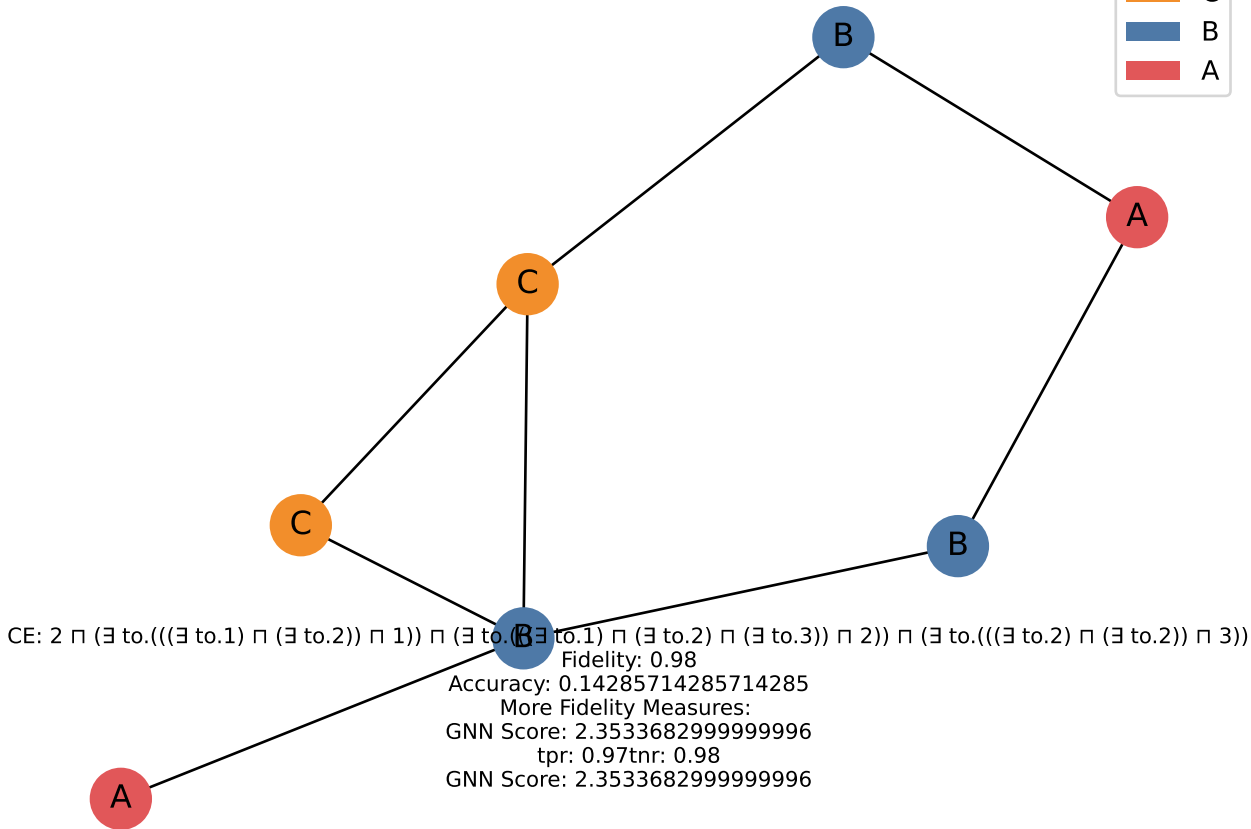 C
B
B
A
A
C
C
B
B
CE: 2 ⊓ (∃ to.(((∃ to.1) ⊓ (∃ to.2)) ⊓ 1)) ⊓ (∃ to.(((∃ to.1) ⊓ (∃ to.2) ⊓ (∃ to.3)) ⊓ 2)) ⊓ (∃ to.(((∃ to.2) ⊓ (∃ to.2)) ⊓ 3))
Fidelity: 0.98
Accuracy: 0.14285714285714285
More Fidelity Measures:
GNN Score: 2.3533682999999996
tpr: 0.97tnr: 0.98
GNN Score: 2.3533682999999996
A